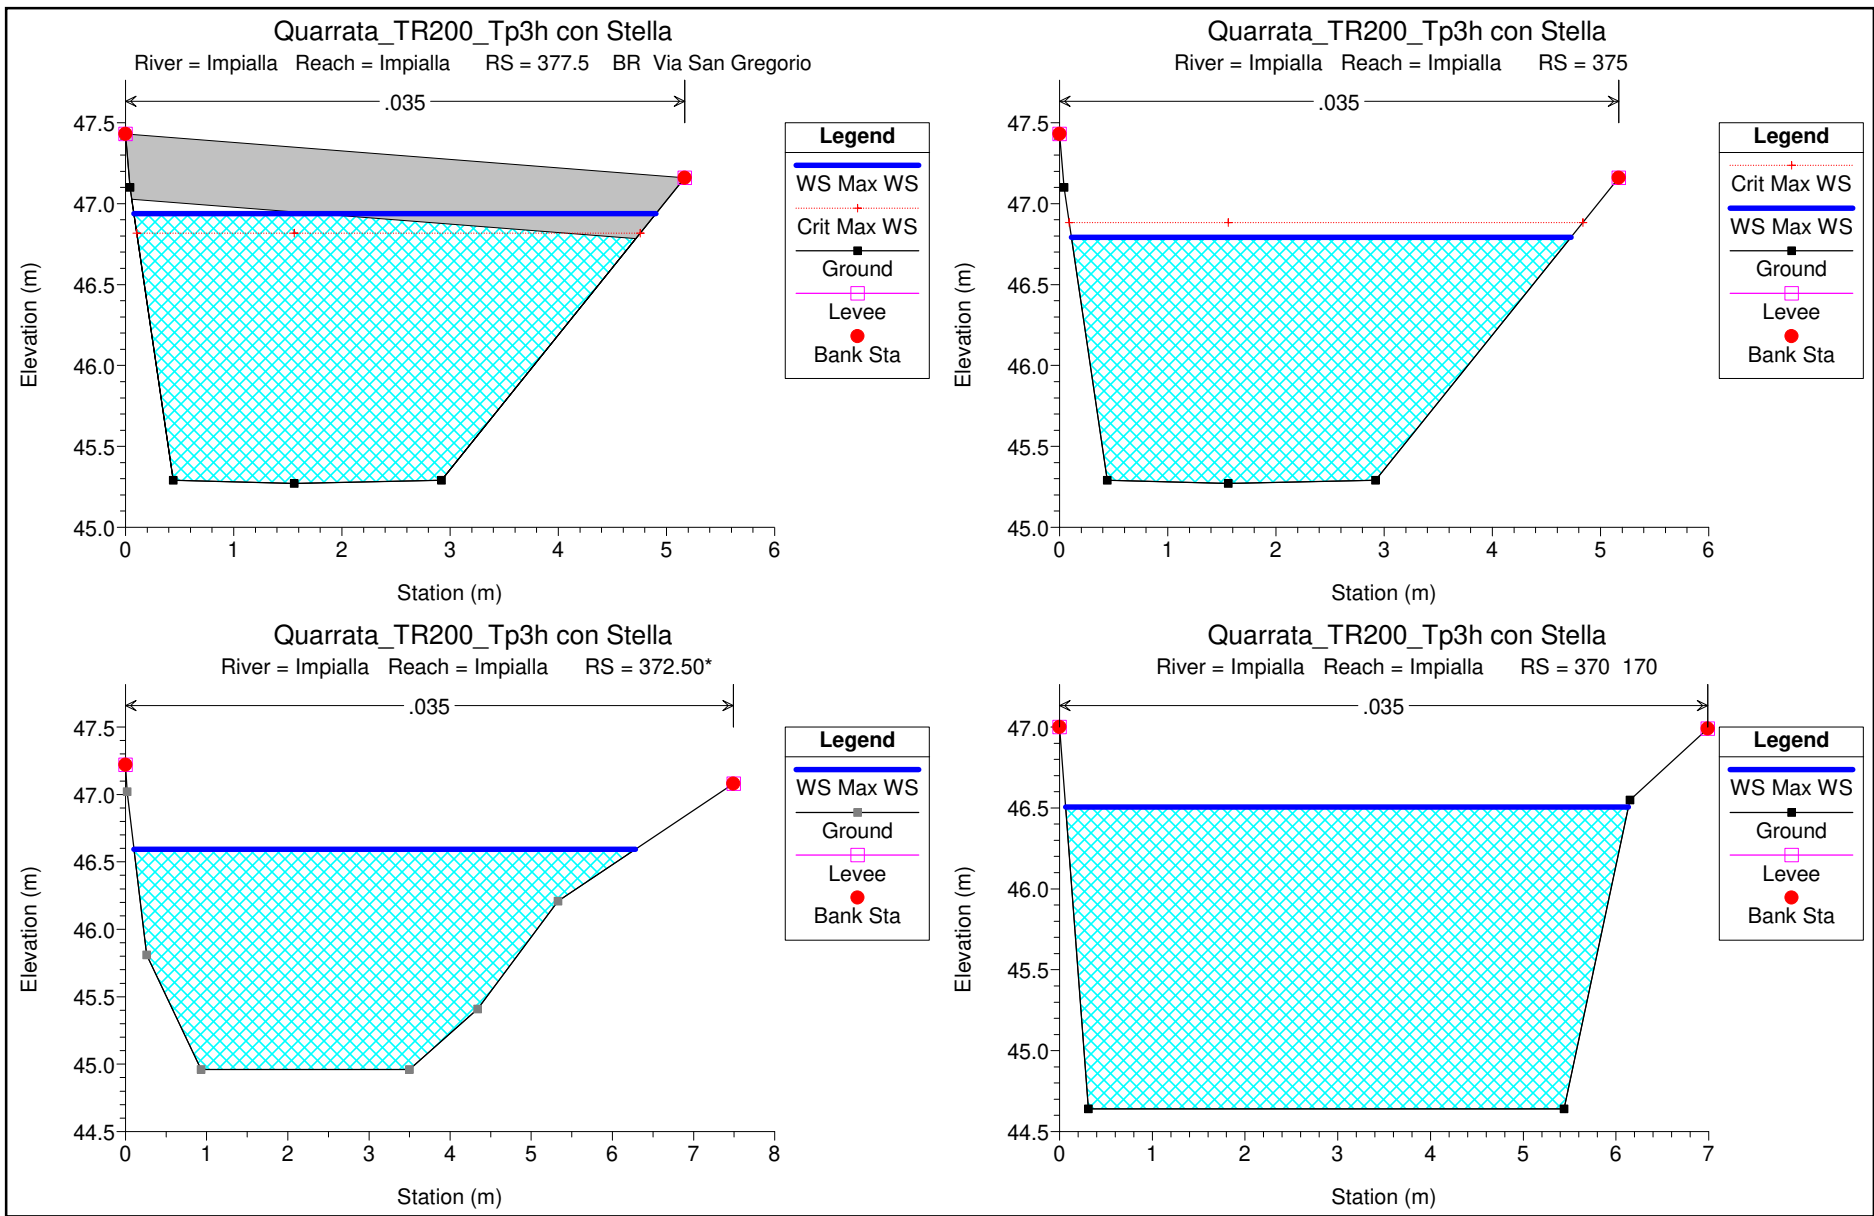 Quarrata_TR200_Tp3h con Stella
River = Impialla Reach = Impialla RS = 377.5 BR Via San Gregorio
.035
47.5
47.0
46.5
46.0
45.5
45.0
Elevation (m)
0 1 2 3 4 5 6
Station (m)
Legend
WS Max WS
Crit Max WS
Ground
Levee
Bank Sta
Quarrata_TR200_Tp3h con Stella
River = Impialla Reach = Impialla RS = 375
.035
47.5
47.0
46.5
46.0
45.5
45.0
Elevation (m)
0 1 2 3 4 5 6
Station (m)
Legend
Crit Max WS
WS Max WS
Ground
Levee
Bank Sta
Quarrata_TR200_Tp3h con Stella
River = Impialla Reach = Impialla RS = 372.50*
.035
47.5
47.0
46.5
46.0
45.5
45.0
44.5
Elevation (m)
0 1 2 3 4 5 6 7 8
Station (m)
Legend
WS Max WS
Ground
Levee
Bank Sta
Quarrata_TR200_Tp3h con Stella
River = Impialla Reach = Impialla RS = 370 170
.035
47.0
46.5
46.0
45.5
45.0
44.5
Elevation (m)
0 1 2 3 4 5 6 7
Station (m)
Legend
WS Max WS
Ground
Levee
Bank Sta